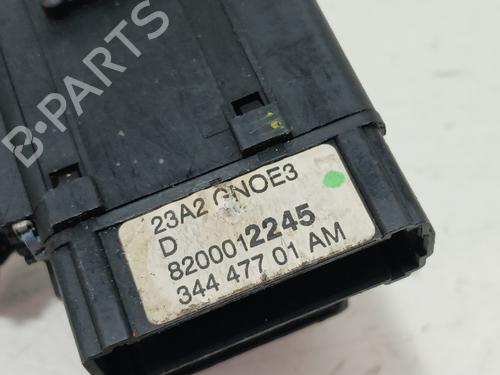 B-PARTS
23A2 GNOE3
D
8200012245
344 477 01 AM